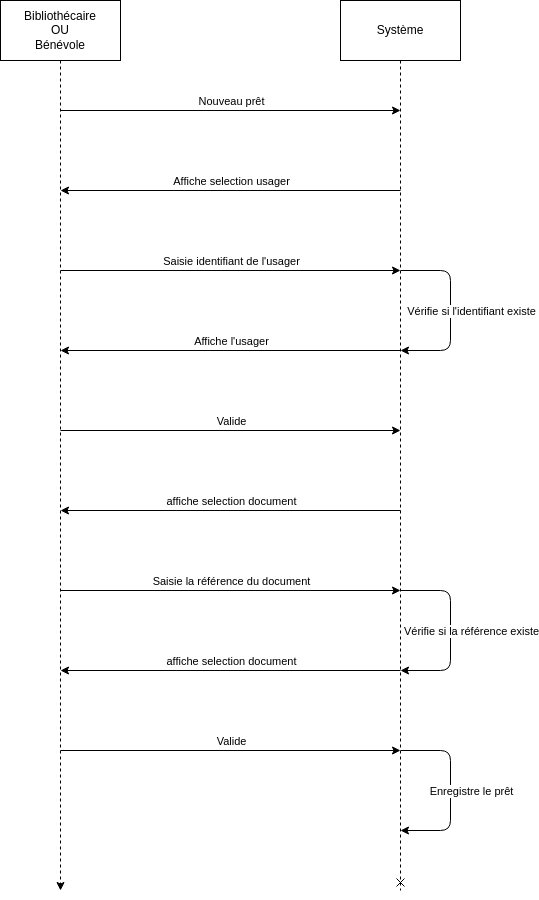 Bibliothécaire
OU
Bénévole
Système
Nouveau prêt
Affiche selection usager
Saisie identifiant de l'usager
Vérifie si l'identifiant existe
Affiche l'usager
Valide
affiche selection document
Saisie la référence du document
Vérifie si la référence existe
affiche selection document
Valide
Enregistre le prêt